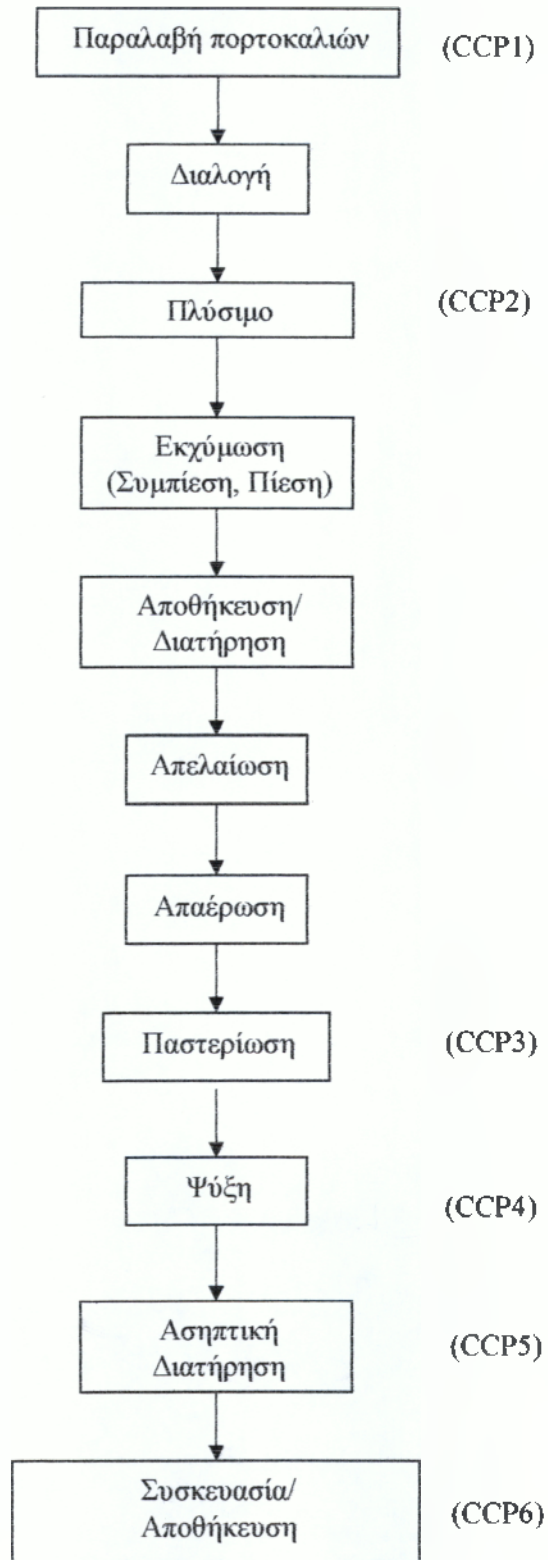 Παραλαβή πορτοκαλιών (CCP1)
Διαλογή
Πλύσιμο (CCP2)
Εκχύμωση
(Συμπίεση, Πίεση)
Αποθήκευση/
Διατήρηση
Απελαίωση
Απαέρωση
Παστερίωση (CCP3)
Ψύξη (CCP4)
Ασηπτική
Διατήρηση (CCP5)
Συσκευασία/
Αποθήκευση (CCP6)